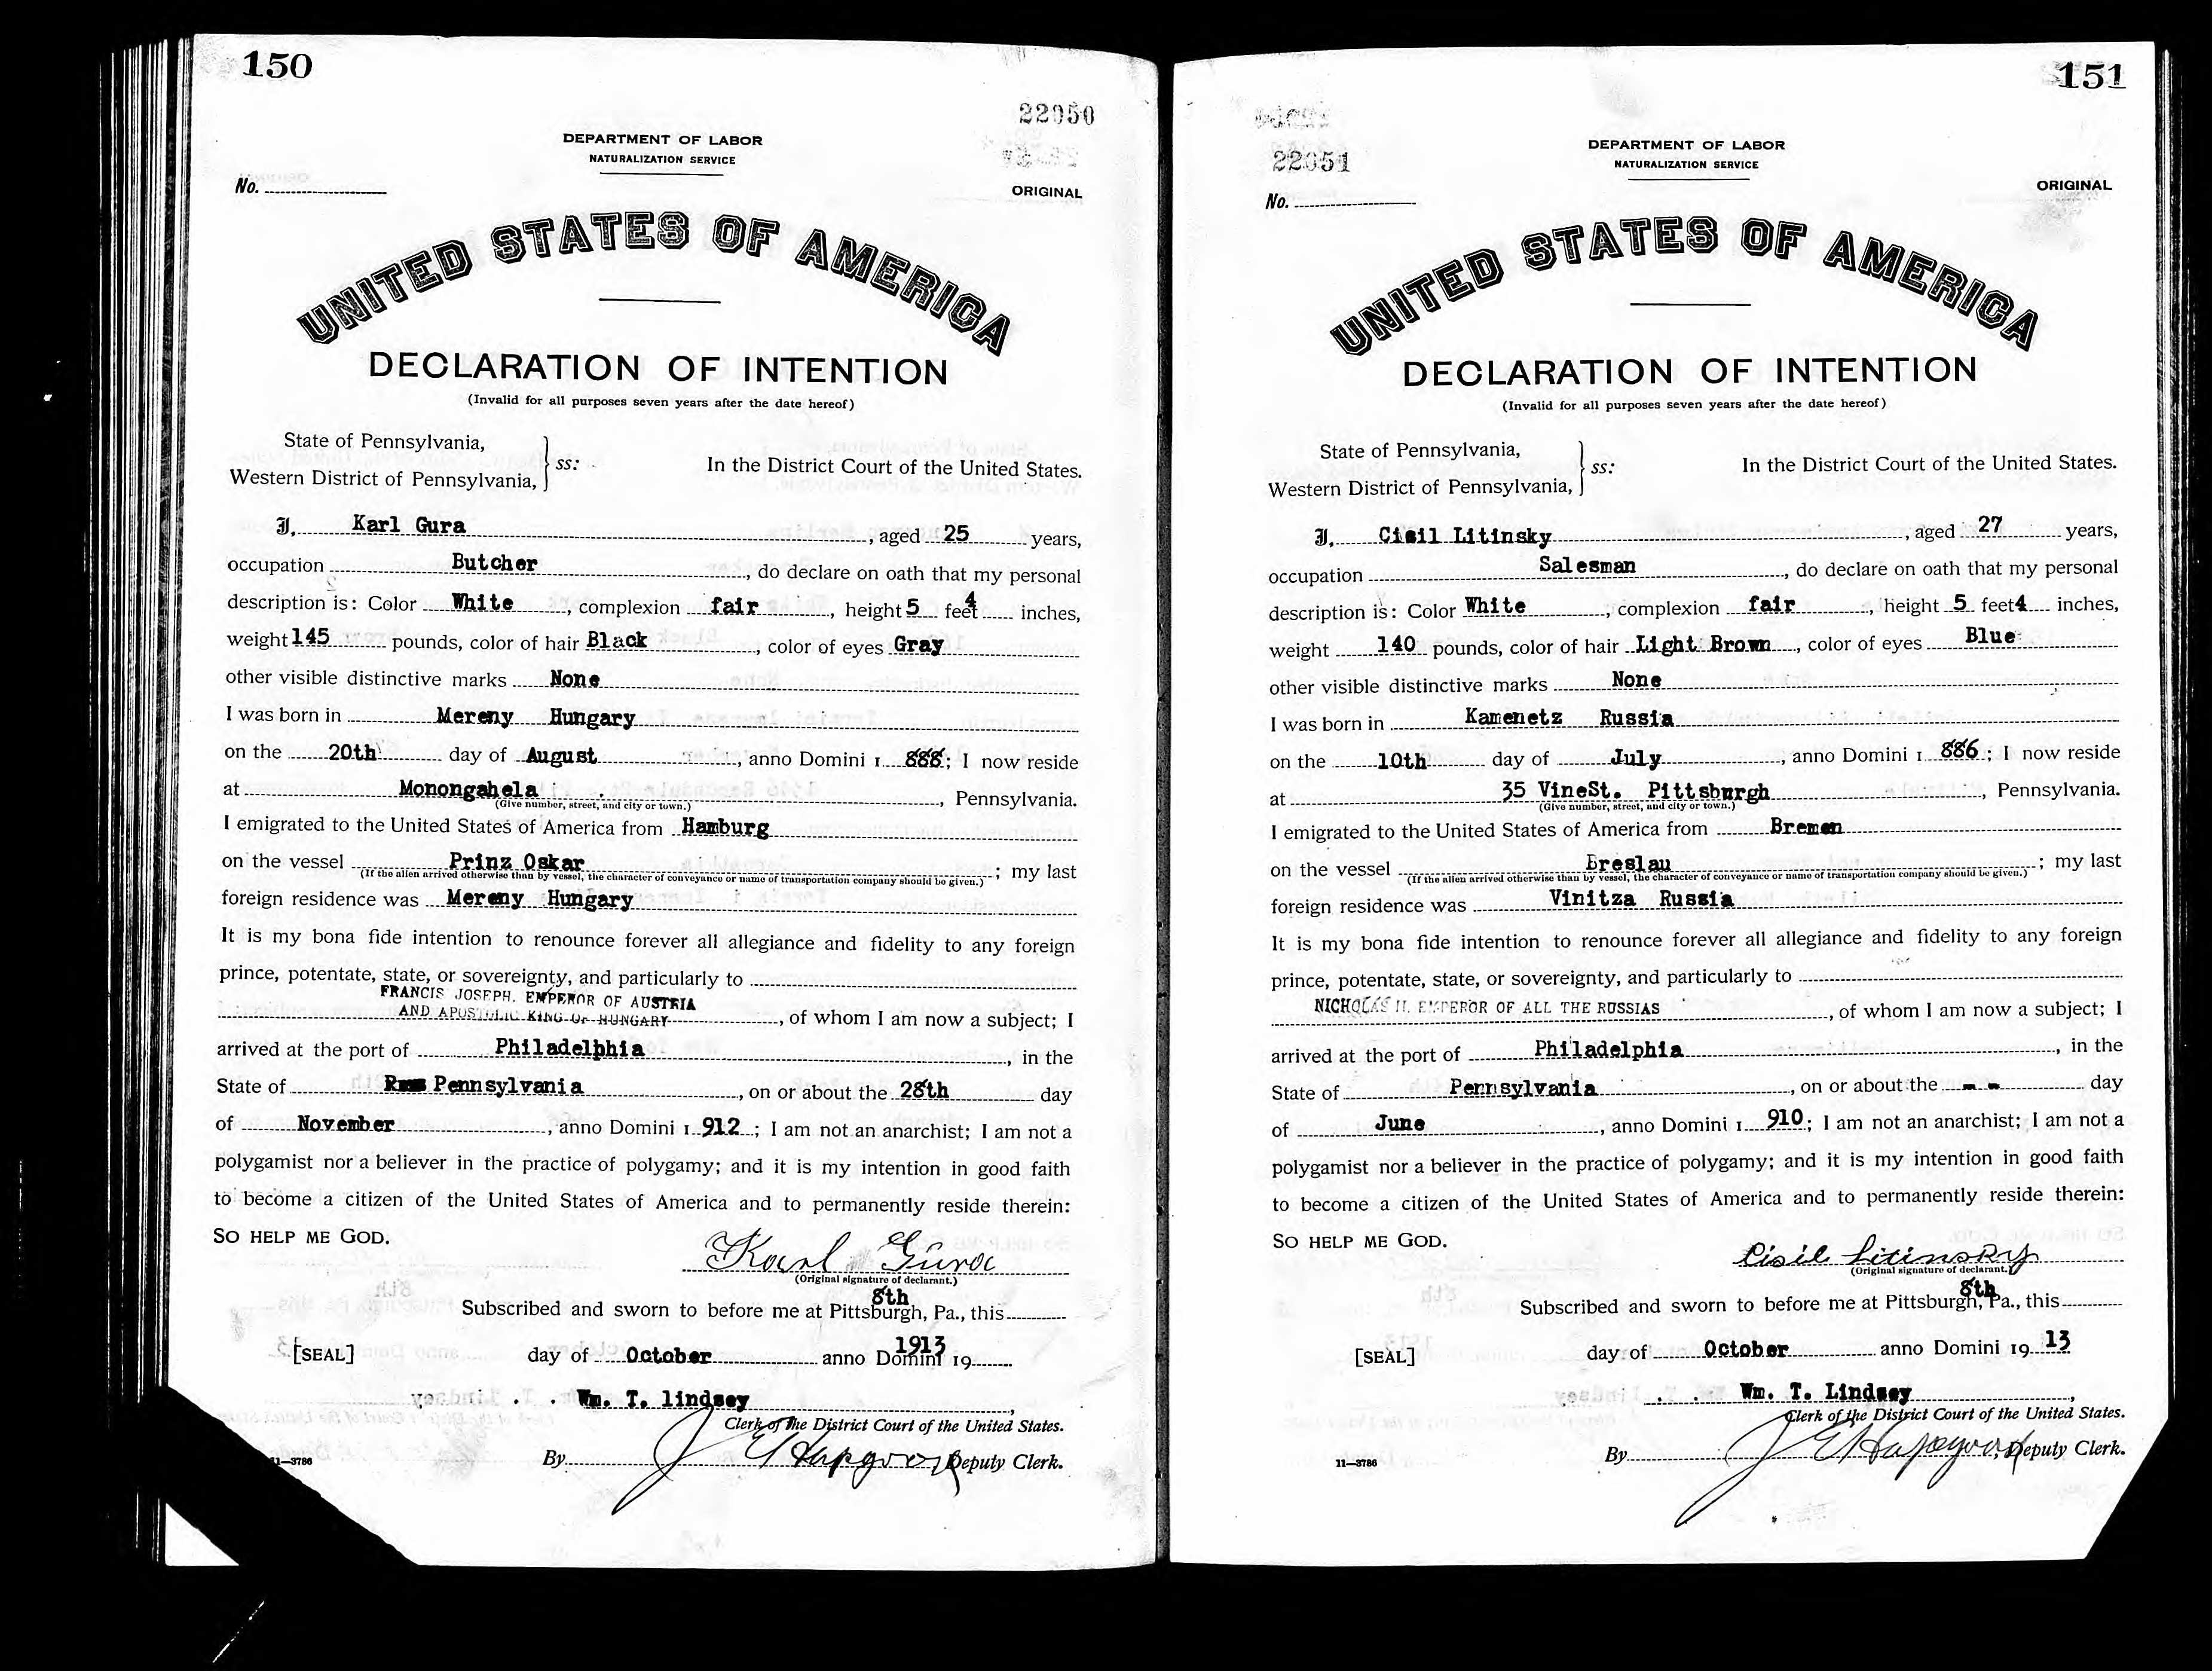 150
22050
DEPARTMENT OF LABOR
NATURALIZATION SERVICE
No.
ORIGINAL
UNITED STATES OF AMERICA
DECLARATION OF INTENTION
(Invalid for all purposes seven years after the date hereof)
State of Pennsylvania,
Western District of Pennsylvania,
ss:
In the District Court of the United States.
I, Karl Gura, aged 25 years,
occupation Butcher, do declare on oath that my personal
description is: Color White, complexion fair, height 5 feet 4 inches,
weight 145 pounds, color of hair Black, color of eyes Gray
other visible distinctive marks None
I was born in Mereny Hungary
on the 20th day of August, anno Domini 1 888; I now reside
at Monongahela, Pennsylvania.
(Give number, street, and city or town.)
I emigrated to the United States of America from Hamburg
on the vessel Prinz Oskar; my last
(If the alien arrived otherwise than by vessel, the character of conveyance or name of transportation company should be given.)
foreign residence was Mereny Hungary
It is my bona fide intention to renounce forever all allegiance and fidelity to any foreign
prince, potentate, state, or sovereignty, and particularly to
FRANCIS JOSEPH, EMPEROR OF AUSTRIA
AND APOSTOLIC KING OF HUNGARY, of whom I am now a subject; I
arrived at the port of Philadelphia, in the
State of Pennsylvania, on or about the 28th day
of November, anno Domini 1 912; I am not an anarchist; I am not a
polygamist nor a believer in the practice of polygamy; and it is my intention in good faith
to become a citizen of the United States of America and to permanently reside therein:
SO HELP ME GOD.
Karl Gura
(Original signature of declarant.)
Subscribed and sworn to before me at Pittsburgh, Pa., this 8th
[SEAL]
day of October anno Domini 19 1913
Wm. T. lindsey,
Clerk of the District Court of the United States.
By J E Hapgood, Deputy Clerk.
11—3786
151
22051
DEPARTMENT OF LABOR
NATURALIZATION SERVICE
No.
ORIGINAL
UNITED STATES OF AMERICA
DECLARATION OF INTENTION
(Invalid for all purposes seven years after the date hereof)
State of Pennsylvania,
Western District of Pennsylvania,
ss:
In the District Court of the United States.
I, Cisil Litinsky, aged 27 years,
occupation Salesman, do declare on oath that my personal
description is: Color White, complexion fair, height 5 feet 4 inches,
weight 140 pounds, color of hair Light Brown, color of eyes Blue
other visible distinctive marks None
I was born in Kamenetz Russia
on the 10th day of July, anno Domini 1 886; I now reside
at 35 VineSt. Pittsburgh, Pennsylvania.
(Give number, street, and city or town.)
I emigrated to the United States of America from Bremen
on the vessel Breslau; my last
(If the alien arrived otherwise than by vessel, the character of conveyance or name of transportation company should be given.)
foreign residence was Vinitza Russia
It is my bona fide intention to renounce forever all allegiance and fidelity to any foreign
prince, potentate, state, or sovereignty, and particularly to
NICHOLAS II. EMPEROR OF ALL THE RUSSIAS, of whom I am now a subject; I
arrived at the port of Philadelphia, in the
State of Pennsylvania, on or about the - - day
of June, anno Domini 1 910; I am not an anarchist; I am not a
polygamist nor a believer in the practice of polygamy; and it is my intention in good faith
to become a citizen of the United States of America and to permanently reside therein:
SO HELP ME GOD.
Cisil Litinsky
(Original signature of declarant.)
Subscribed and sworn to before me at Pittsburgh, Pa., this 8th
[SEAL]
day of October anno Domini 19 13
Wm. T. Lindsey,
Clerk of the District Court of the United States.
By J E Hapgood, Deputy Clerk.
11—3786